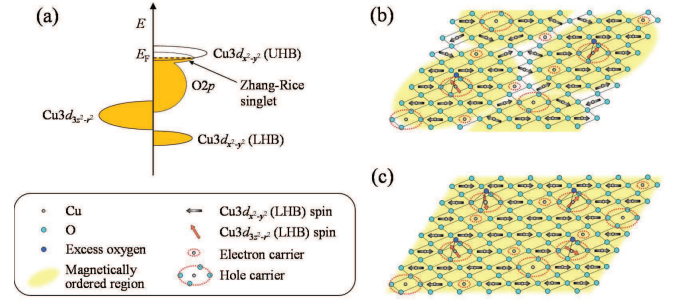 (a)
E
E_F
Cu3d_{x²-y²} (UHB)
Zhang-Rice
singlet
O2p
Cu3d_{3z²-r²}
Cu3d_{x²-y²} (LHB)
Cu
O
Excess oxygen
Magnetically
ordered region
Cu3d_{x²-y²} (LHB) spin
Cu3d_{3z²-r²} (LHB) spin
Electron carrier
Hole carrier
(b)
(c)